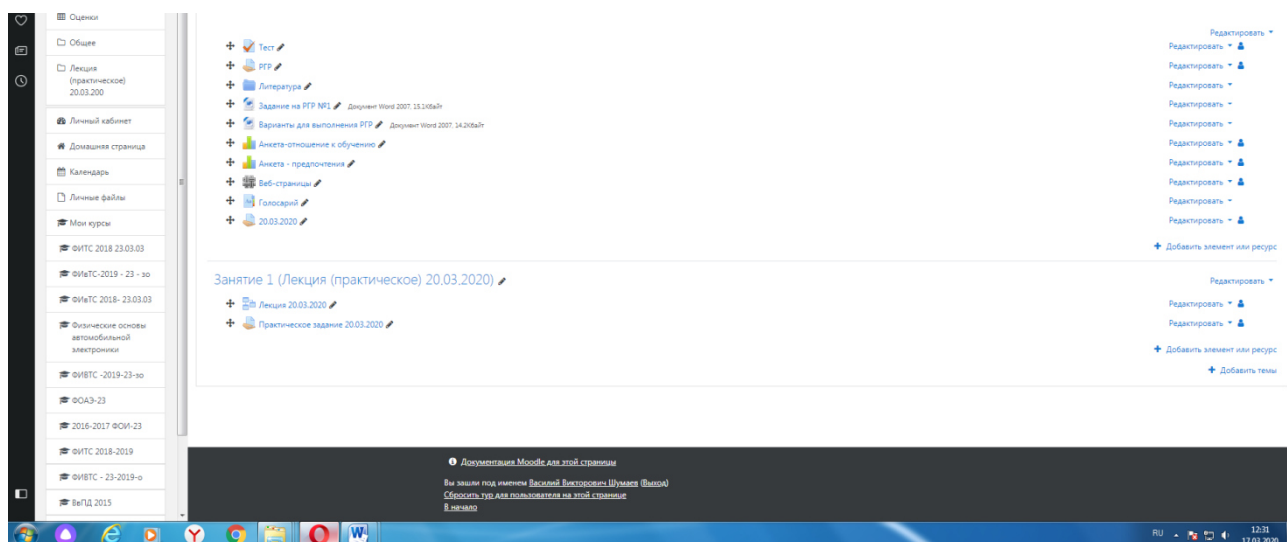 Оценки
Общее
Лекция
(практическое)
20.03.200
Личный кабинет
Домашняя страница
Календарь
Личные файлы
Мои курсы
ФИТС 2018 23.03.03
ФИвТС-2019 - 23 - зо
ФИвТС 2018- 23.03.03
Физические основы
автомобильной
электроники
ФИВТС -2019-23-зо
ФОАЭ-23
2016-2017 ФОИ-23
ФИТС 2018-2019
ФИВТС - 23-2019-о
ВвПД 2015
Редактировать
Тест Редактировать
РГР Редактировать
Литература Редактировать
Задание на РГР №1 Документ Word 2007, 15.1Кбайт Редактировать
Варианты для выполнения РГР Документ Word 2007, 14.2Кбайт Редактировать
Анкета-отношение к обучению Редактировать
Анкета - предпочтения Редактировать
Веб-страницы Редактировать
Голосарий Редактировать
20.03.2020 Редактировать
+ Добавить элемент или ресурс
Занятие 1 (Лекция (практическое) 20.03.2020) Редактировать
Лекция 20.03.2020 Редактировать
Практическое задание 20.03.2020 Редактировать
+ Добавить элемент или ресурс
+ Добавить темы
Документация Moodle для этой страницы
Вы зашли под именем Василий Викторович Шумаев (Выход)
Сбросить тур для пользователя на этой странице
В начало
RU 12:31
17.03.2020